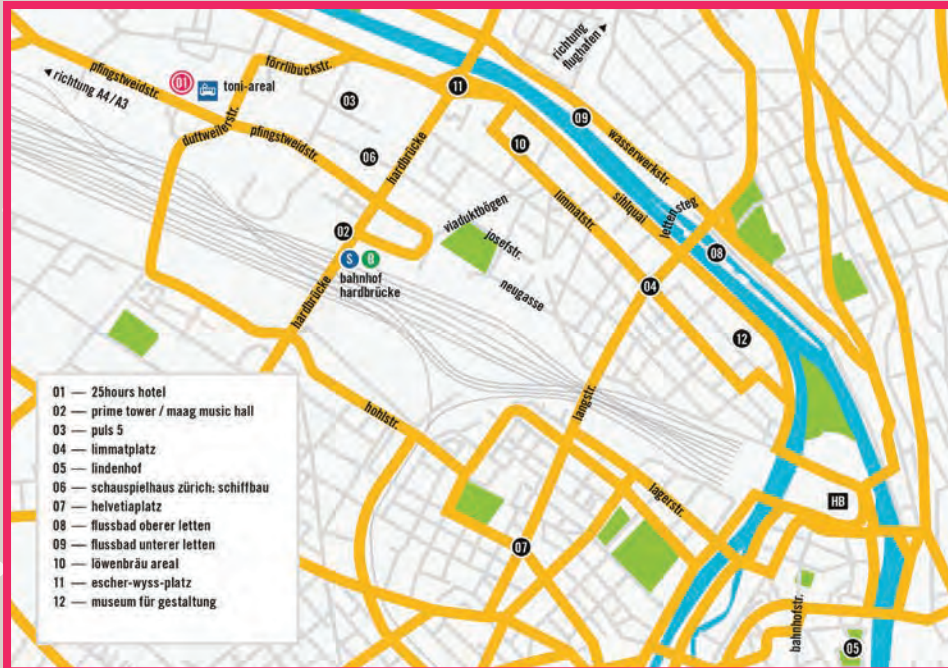 richtung
flughafen
pfingstweidstr.
förrlibuckstr.
01
toni-areal
richtung A4/A3
11
03
09
duttweilerstr.
pfingstweidstr.
10
wasserwerkstr.
06
hardbrücke
limmatstr.
sihlquai
lettensteg
viaduktbögen
josefstr.
02
08
S B
bahnhof
hardbrücke
neugasse
04
hardbrücke
12
01 — 25hours hotel
02 — prime tower / maag music hall
03 — puls 5
04 — limmatplatz
05 — lindenhof
06 — schauspielhaus zürich: schiffbau
07 — helvetiaplatz
08 — flussbad oberer letten
09 — flussbad unterer letten
10 — löwenbräu areal
11 — escher-wyss-platz
12 — museum für gestaltung
hohlstr.
langstr.
lagerstr.
HB
07
bahnhofstr.
05